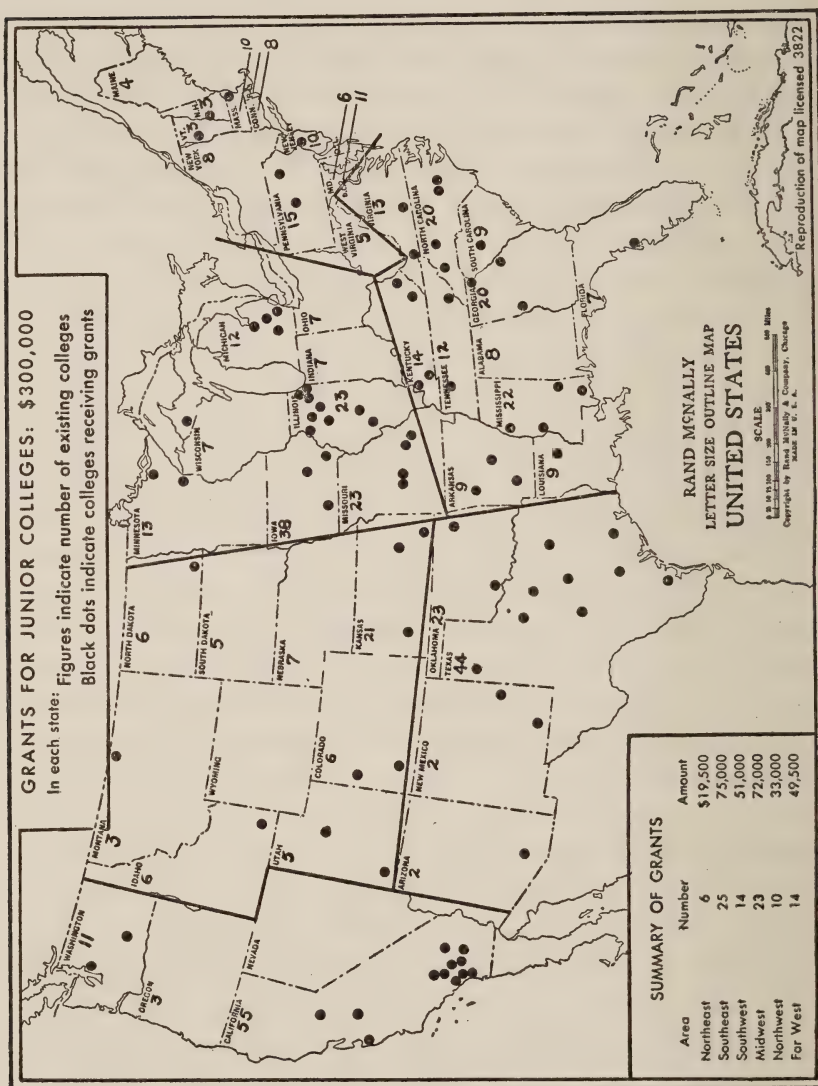 GRANTS FOR JUNIOR COLLEGES: $300,000
In each state: Figures indicate number of existing colleges
Black dots indicate colleges receiving grants
WASHINGTON
11
OREGON
3
CALIFORNIA
55
NEVADA
IDAHO
6
MONTANA
3
WYOMING
UTAH
5
ARIZONA
2
COLORADO
6
NEW MEXICO
2
NORTH DAKOTA
6
SOUTH DAKOTA
5
NEBRASKA
7
KANSAS
21
OKLAHOMA
23
TEXAS
44
MINNESOTA
13
IOWA
38
MISSOURI
23
ARKANSAS
9
LOUISIANA
9
WISCONSIN
7
ILLINOIS
23
MICHIGAN
12
INDIANA
7
OHIO
7
KENTUCKY
14
TENNESSEE
12
MISSISSIPPI
22
ALABAMA
8
GEORGIA
20
FLORIDA
7
SOUTH CAROLINA
9
NORTH CAROLINA
20
VIRGINIA
13
WEST VIRGINIA
5
MD.
6
D.C.
11
PENNSYLVANIA
15
NEW JERSEY
10
NEW YORK
8
VT.
3
N.H.
3
MASS.
10
CONN.
8
MAINE
4
SUMMARY OF GRANTS
Area Number Amount
Northeast 6 $19,500
Southeast 25 75,000
Southwest 14 51,000
Midwest 23 72,000
Northwest 10 33,000
Far West 14 49,500
RAND McNALLY
LETTER SIZE OUTLINE MAP
UNITED STATES
SCALE
Miles
Copyright by Rand McNally & Company, Chicago
MADE IN U. S. A.
Reproduction of map licensed 3822